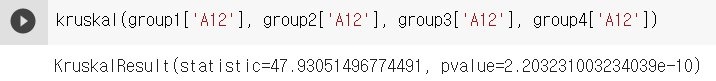 kruskal(group1['A12'], group2['A12'], group3['A12'], group4['A12'])
KruskalResult(statistic=47.93051496774491, pvalue=2.203231003234039e-10)